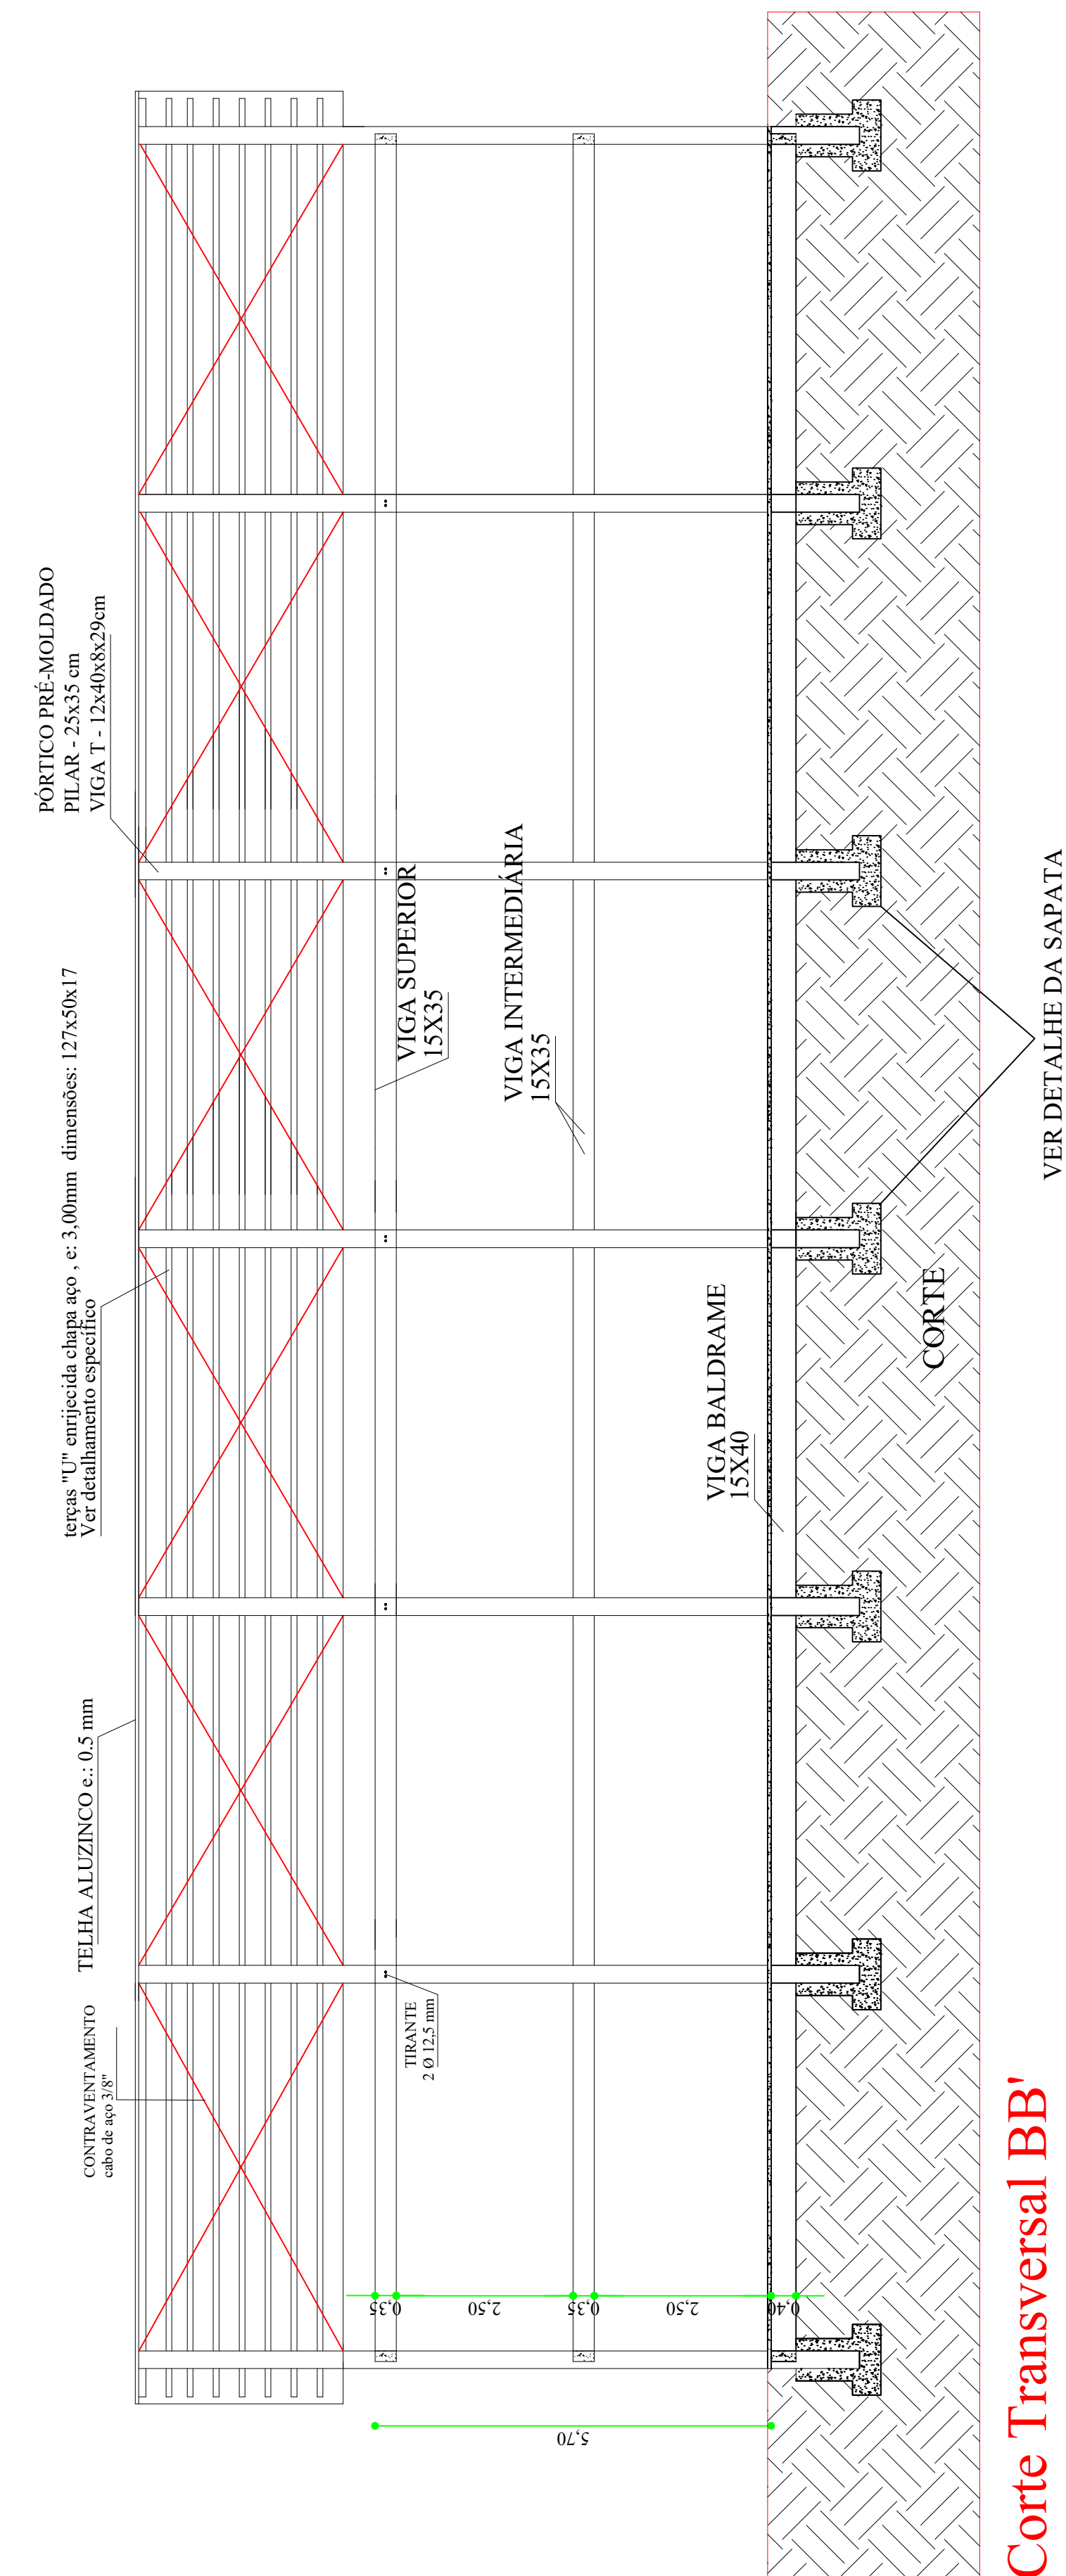 PÓRTICO PRÉ-MOLDADO
PILAR - 25x35 cm
VIGA T - 12x40x8x29cm
terças "U" enrijecida chapa aço , e: 3,00mm dimensões: 127x50x17
Ver detalhamento específico
TELHA ALUZINCO e.: 0.5 mm
CONTRAVENTAMENTO
cabo de aço 3/8"
VIGA SUPERIOR
15X35
VIGA INTERMEDIÁRIA
15X35
TIRANTE
2 Ø 12,5 mm
VIGA BALDRAME
15X40
0,35
2,50
0,35
2,50
0,40
5,70
CORTE
VER DETALHE DA SAPATA
Corte Transversal BB'